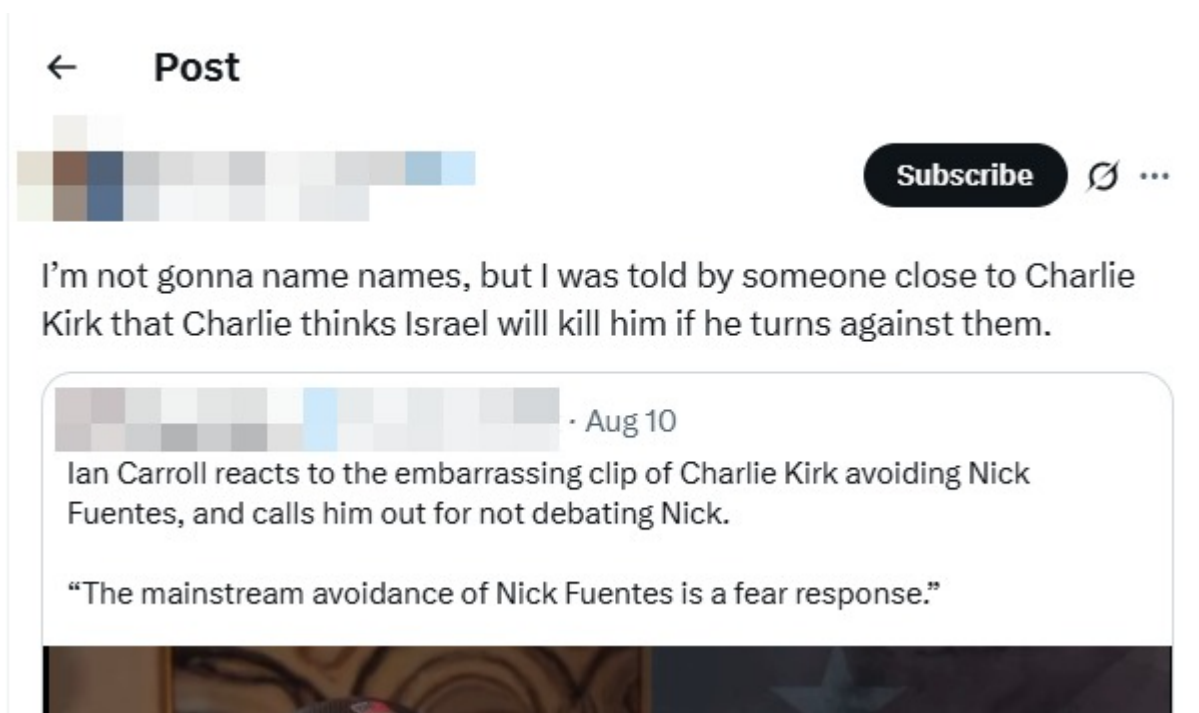 Post
Subscribe
I’m not gonna name names, but I was told by someone close to Charlie
Kirk that Charlie thinks Israel will kill him if he turns against them.
· Aug 10
Ian Carroll reacts to the embarrassing clip of Charlie Kirk avoiding Nick
Fuentes, and calls him out for not debating Nick.
“The mainstream avoidance of Nick Fuentes is a fear response.”